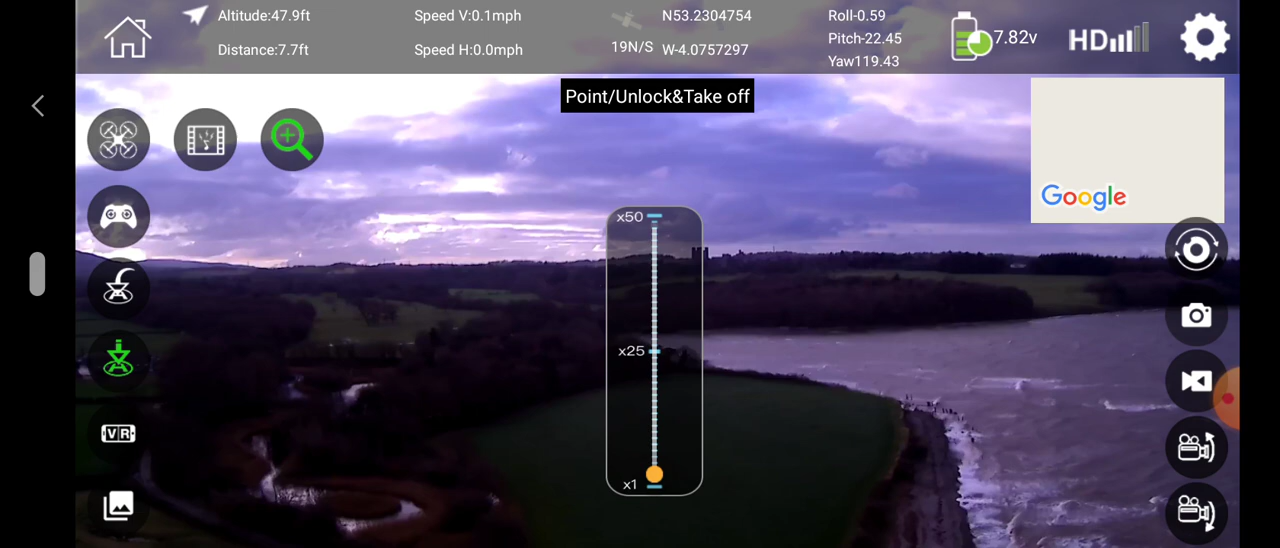 Altitude:47.9ft
Speed V:0.1mph
N53.2304754
Roll-0.59
Distance:7.7ft
Speed H:0.0mph
19N/S
W-4.0757297
Pitch-22.45
Yaw119.43
7.82v
HD
Point/Unlock&Take off
Google
x50
x25
x1
VR